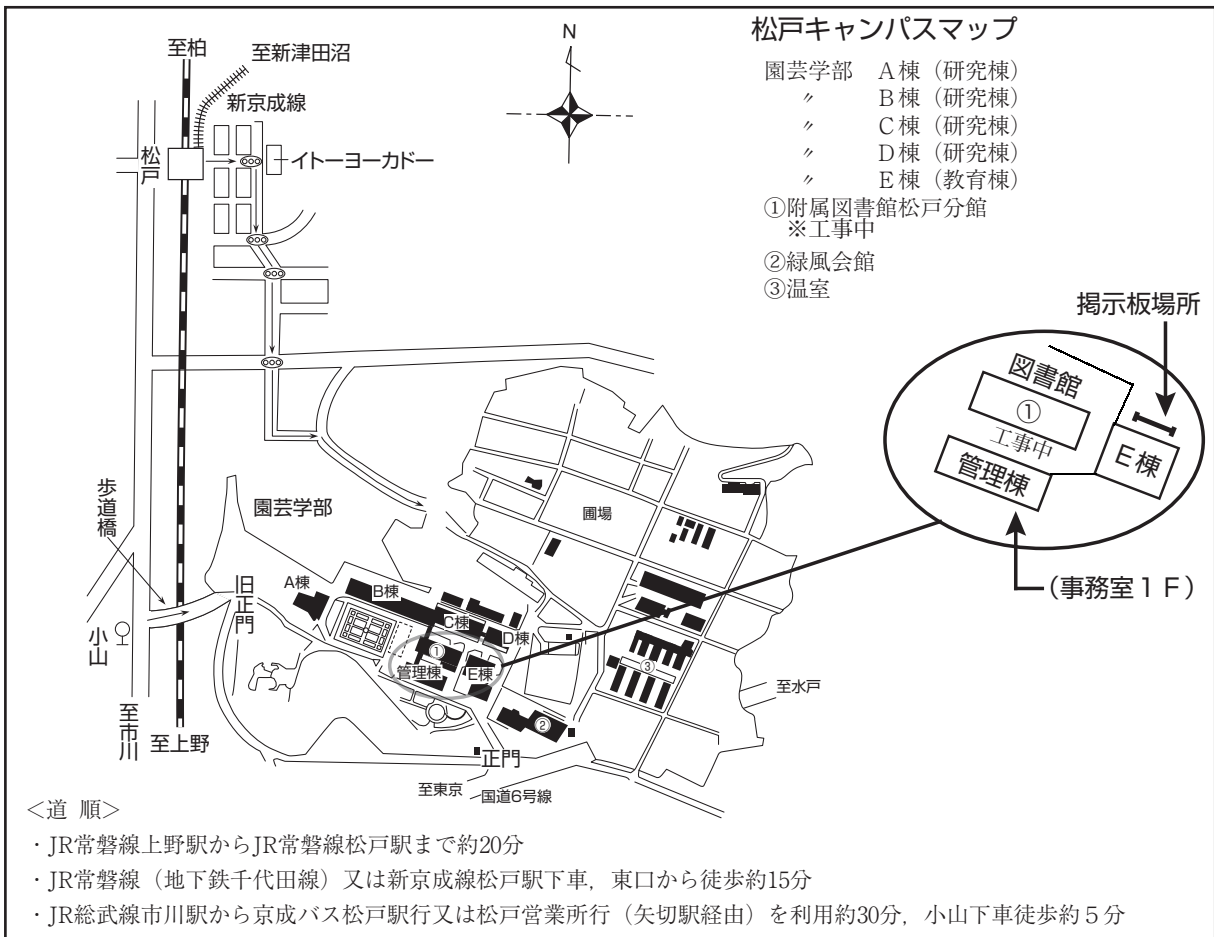 松戸キャンパスマップ
園芸学部 A棟（研究棟）
〃 B棟（研究棟）
〃 C棟（研究棟）
〃 D棟（研究棟）
〃 E棟（教育棟）
①附属図書館松戸分館
※工事中
②緑風会館
③温室
N
至柏
至新津田沼
新京成線
松戸
イトーヨーカドー
掲示板場所
図書館
①
工事中
E棟
管理棟
（事務室1F）
歩道橋
園芸学部
圃場
旧正門
A棟
B棟
C棟
D棟
①
管理棟
E棟
②
③
小山
至水戸
至市川
至上野
正門
至東京
国道6号線
＜道 順＞
・JR常磐線上野駅からJR常磐線松戸駅まで約20分
・JR常磐線（地下鉄千代田線）又は新京成線松戸駅下車，東口から徒歩約15分
・JR総武線市川駅から京成バス松戸駅行又は松戸営業所行（矢切駅経由）を利用約30分，小山下車徒歩約５分